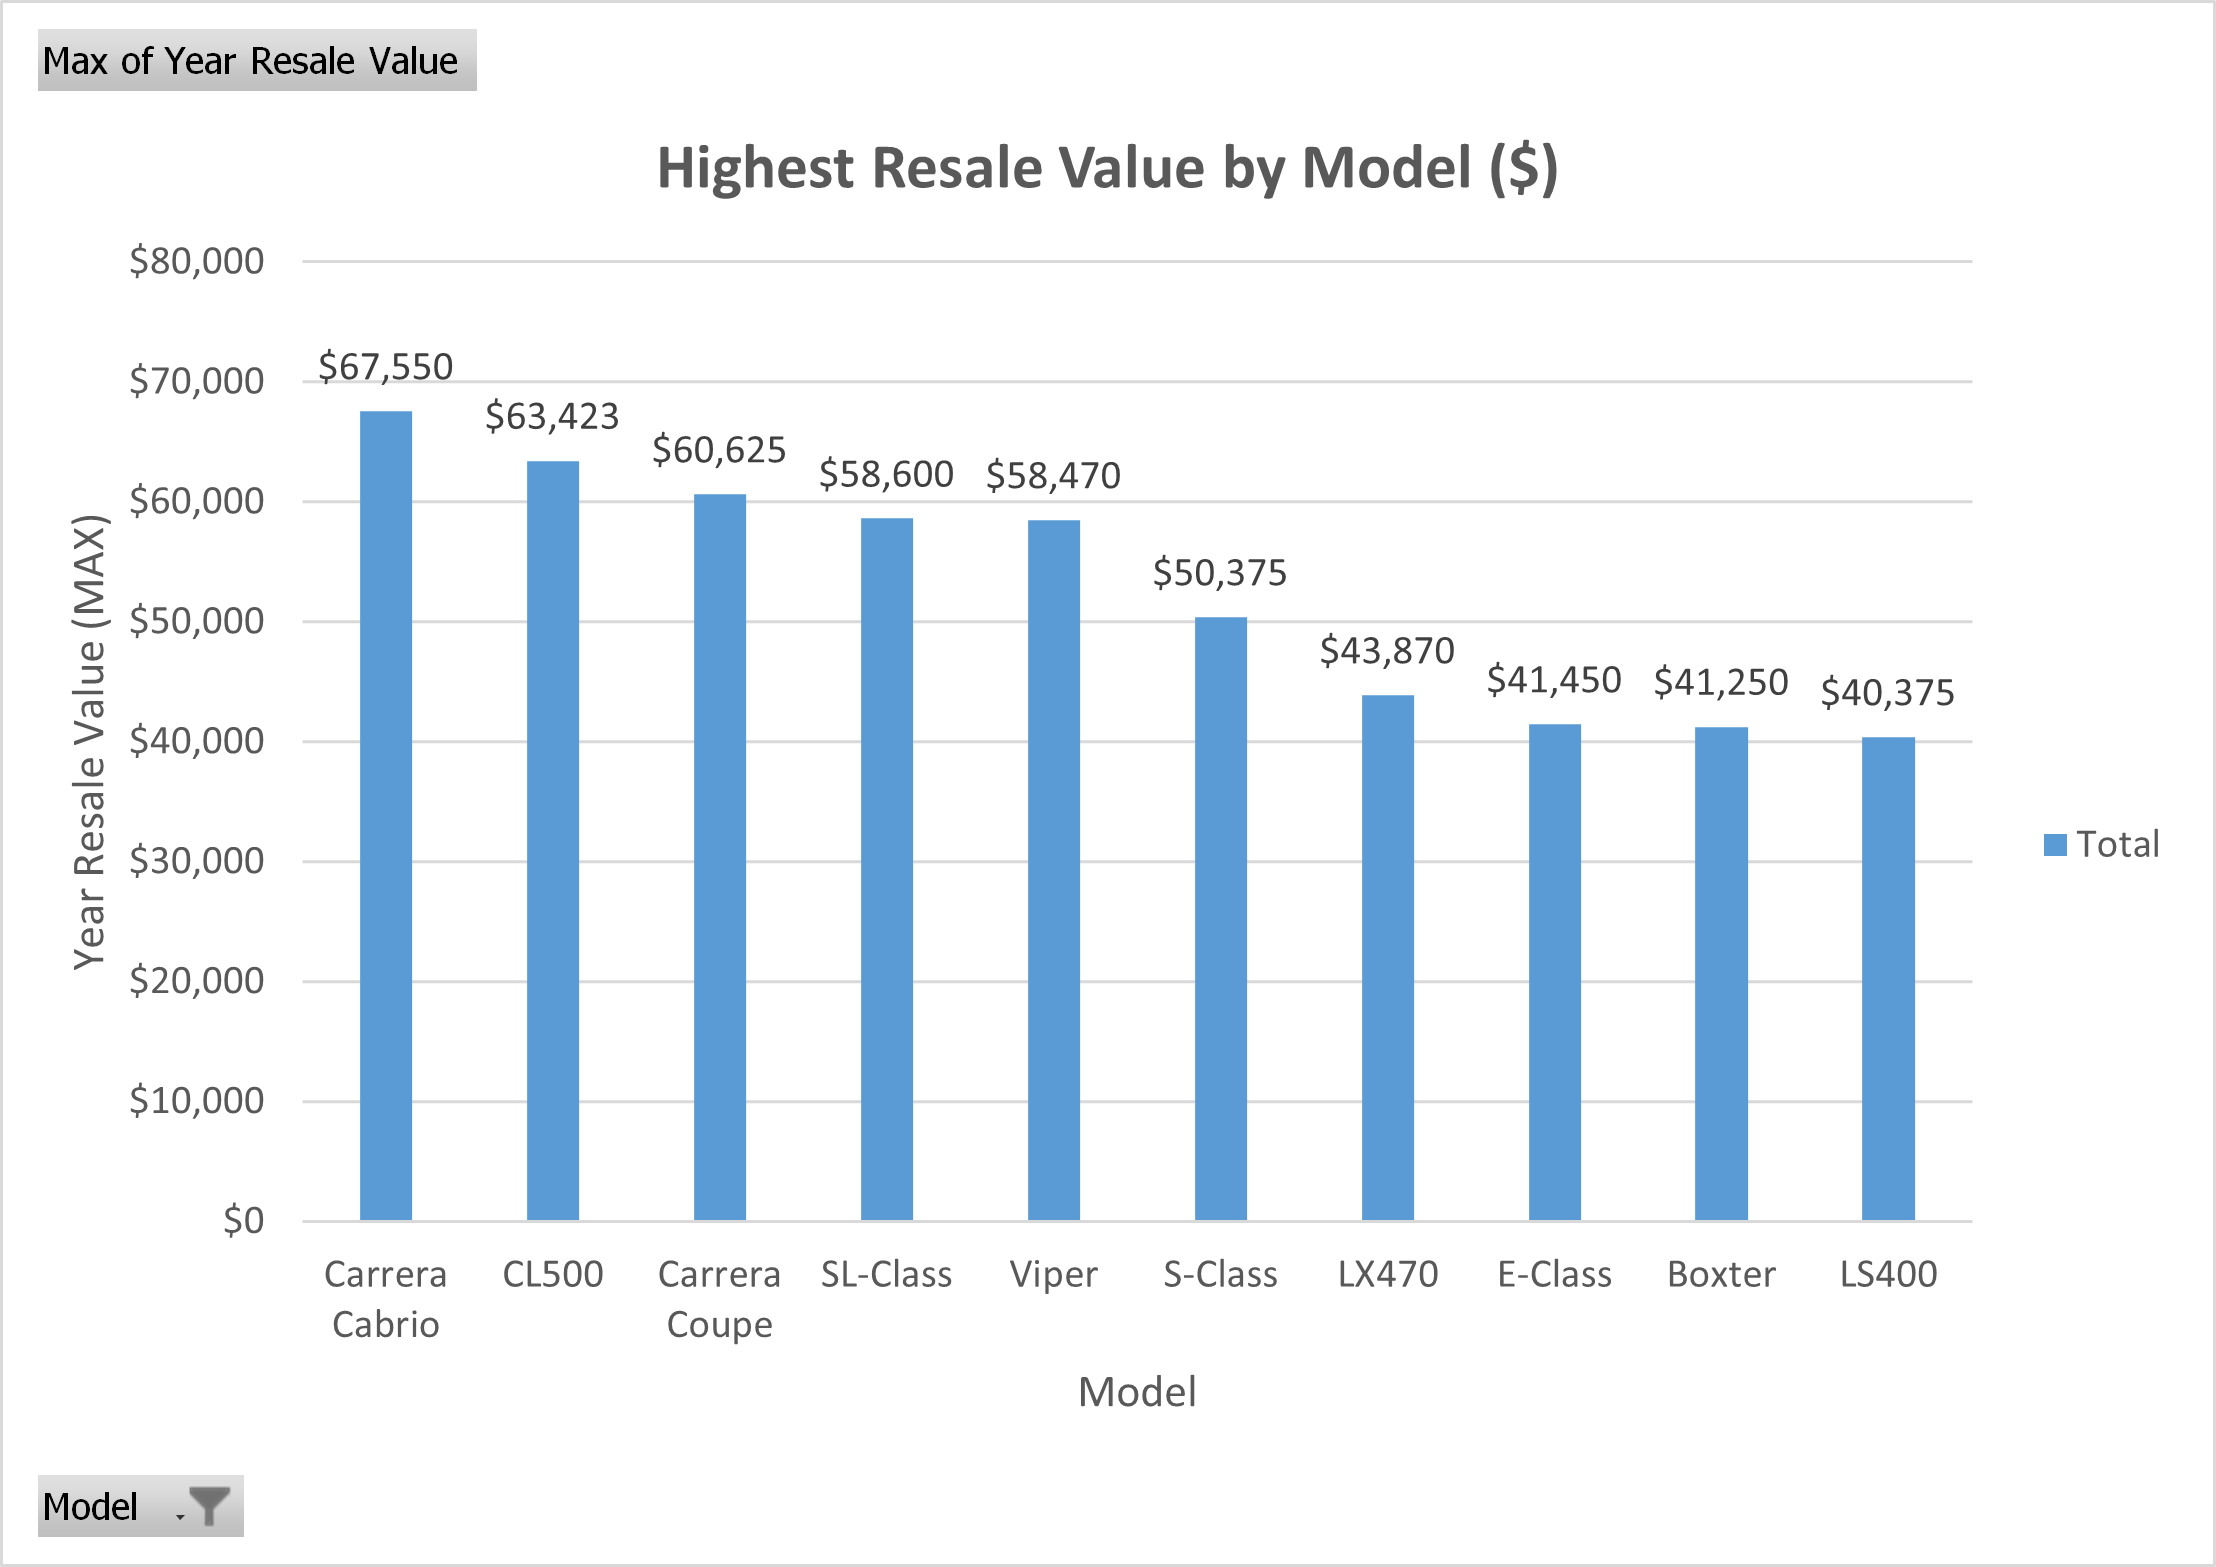 Max of Year Resale Value
Highest Resale Value by Model ($)
$80,000
$70,000
$60,000
$50,000
$40,000
$30,000
$20,000
$10,000
$0
Year Resale Value (MAX)
$67,550
$63,423
$60,625
$58,600
$58,470
$50,375
$43,870
$41,450
$41,250
$40,375
Carrera
Cabrio
CL500
Carrera
Coupe
SL-Class
Viper
S-Class
LX470
E-Class
Boxter
LS400
Model
Total
Model